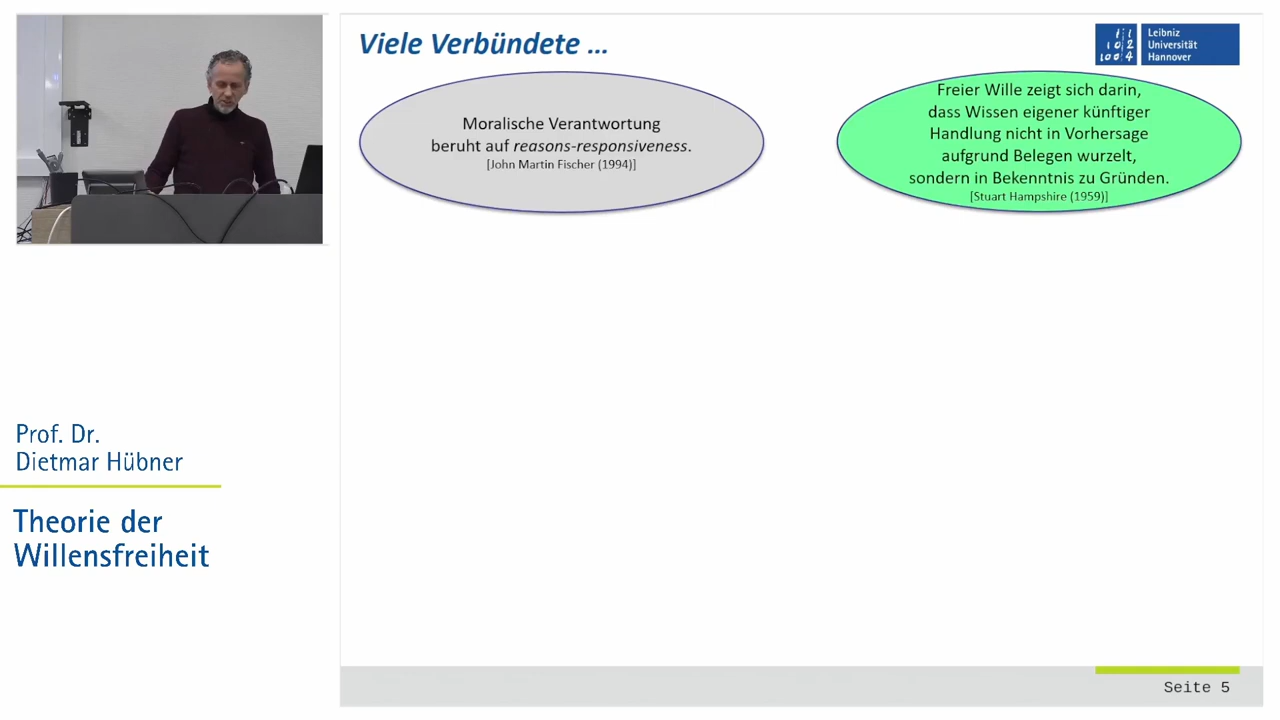 Viele Verbündete ...
Leibniz
Universität
Hannover
Moralische Verantwortung
beruht auf reasons-responsiveness.
[John Martin Fischer (1994)]
Freier Wille zeigt sich darin,
dass Wissen eigener künftiger
Handlung nicht in Vorhersage
aufgrund Belegen wurzelt,
sondern in Bekenntnis zu Gründen.
[Stuart Hampshire (1959)]
Prof. Dr.
Dietmar Hübner
Theorie der
Willensfreiheit
Seite 5